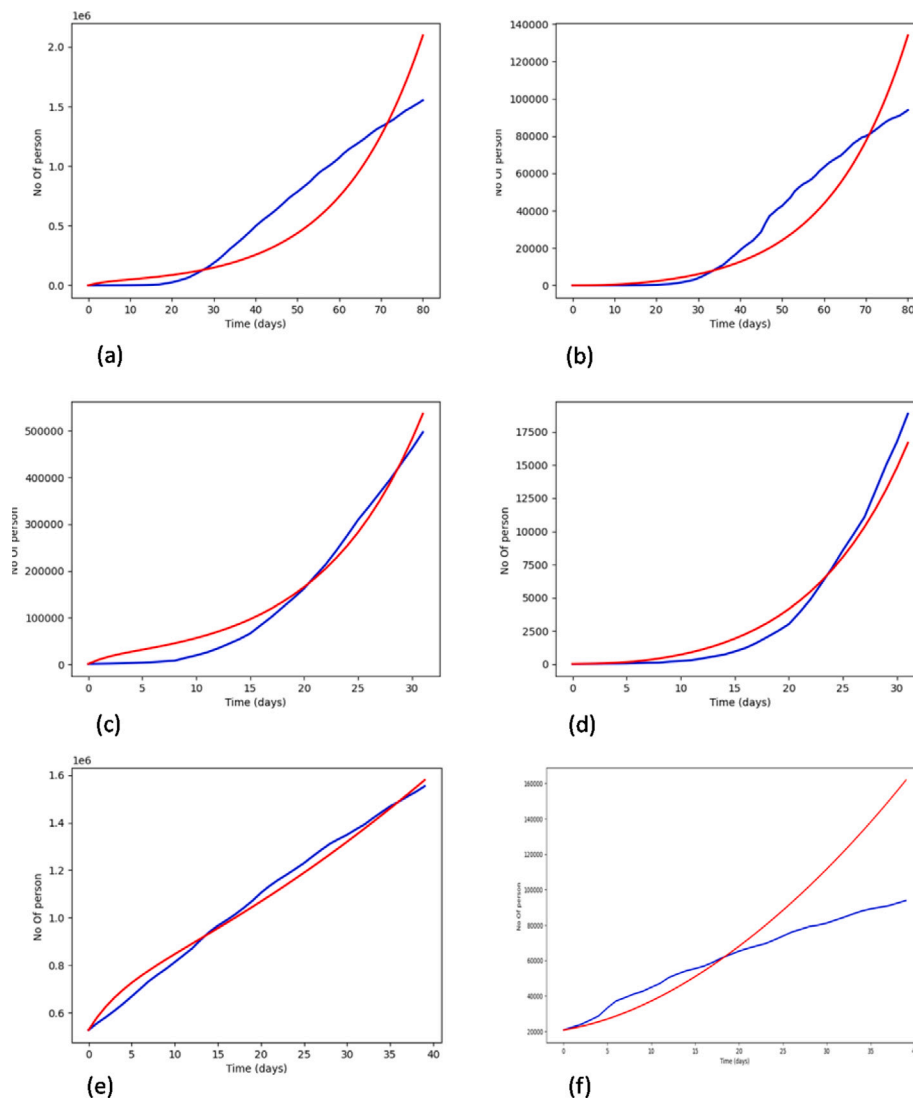 1e6
2.0
1.5
1.0
0.5
0.0
No Of person
0 10 20 30 40 50 60 70 80
Time (days)
(a)
140000
120000
100000
80000
60000
40000
20000
0
No Of person
0 10 20 30 40 50 60 70 80
Time (days)
(b)
500000
400000
300000
200000
100000
0
No Of person
0 5 10 15 20 25 30
Time (days)
(c)
17500
15000
12500
10000
7500
5000
2500
0
No Of person
0 5 10 15 20 25 30
Time (days)
(d)
1e6
1.6
1.4
1.2
1.0
0.8
0.6
No Of person
0 5 10 15 20 25 30 35 40
Time (days)
(e)
160000
140000
120000
100000
80000
60000
40000
20000
No Of person
0 5 10 15 20 25 30 35
Time (days)
(f)